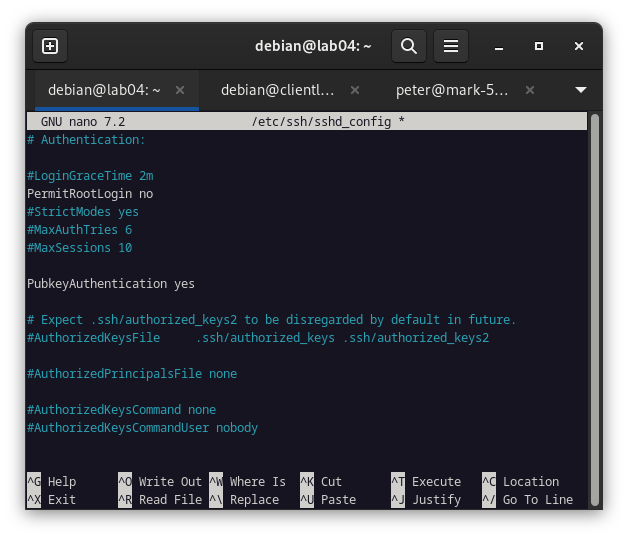 debian@lab04: ~
debian@lab04: ~ × debian@clientl... × peter@mark-5... ×
GNU nano 7.2 /etc/ssh/sshd_config *
# Authentication:
#LoginGraceTime 2m
PermitRootLogin no
#StrictModes yes
#MaxAuthTries 6
#MaxSessions 10
PubkeyAuthentication yes
# Expect .ssh/authorized_keys2 to be disregarded by default in future.
#AuthorizedKeysFile .ssh/authorized_keys .ssh/authorized_keys2
#AuthorizedPrincipalsFile none
#AuthorizedKeysCommand none
#AuthorizedKeysCommandUser nobody
^G Help ^O Write Out ^W Where Is ^K Cut ^T Execute ^C Location
^X Exit ^R Read File ^\ Replace ^U Paste ^J Justify ^/ Go To Line